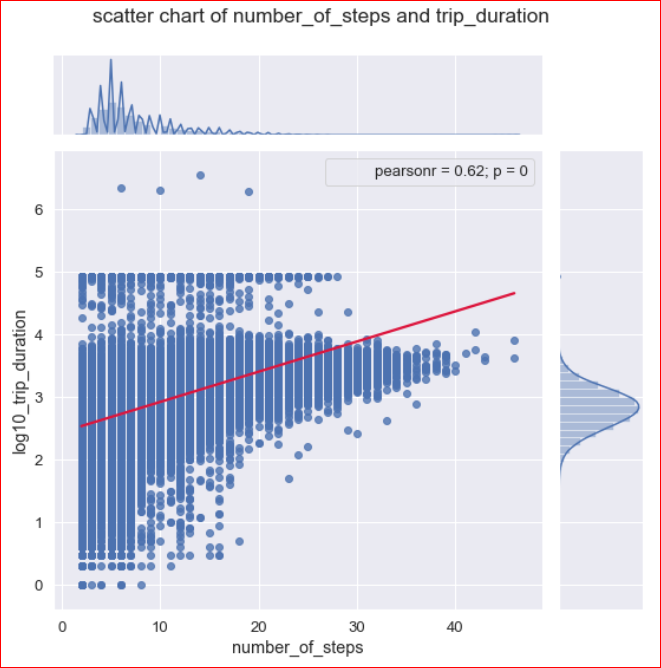 scatter chart of number_of_steps and trip_duration
pearsonr = 0.62; p = 0
6
5
4
3
2
1
0
log10_trip_duration
0 10 20 30 40
number_of_steps